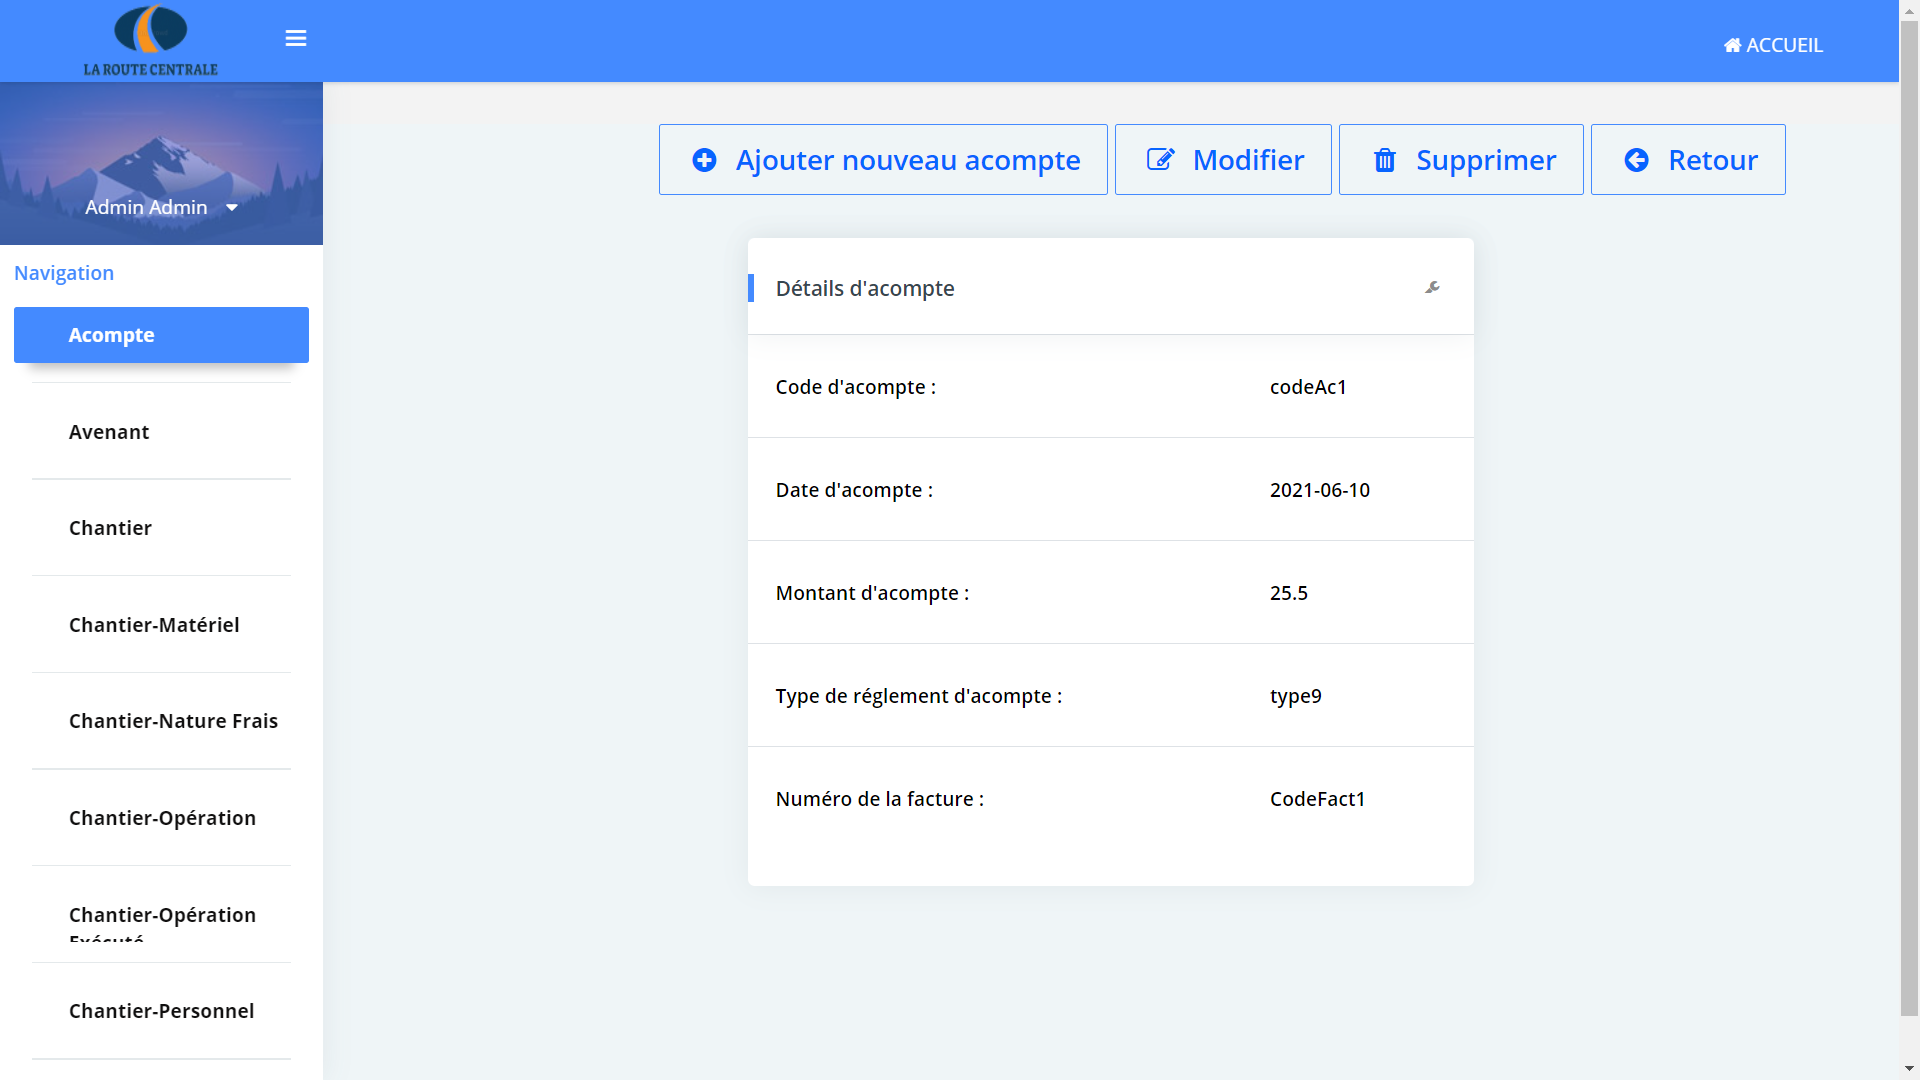 LA ROUTE CENTRALE
ACCUEIL
Admin Admin
Navigation
Acompte
Avenant
Chantier
Chantier-Matériel
Chantier-Nature Frais
Chantier-Opération
Chantier-Opération
Exécuté
Chantier-Personnel
Ajouter nouveau acompte
Modifier
Supprimer
Retour
Détails d'acompte
Code d'acompte : codeAc1
Date d'acompte : 2021-06-10
Montant d'acompte : 25.5
Type de réglement d'acompte : type9
Numéro de la facture : CodeFact1